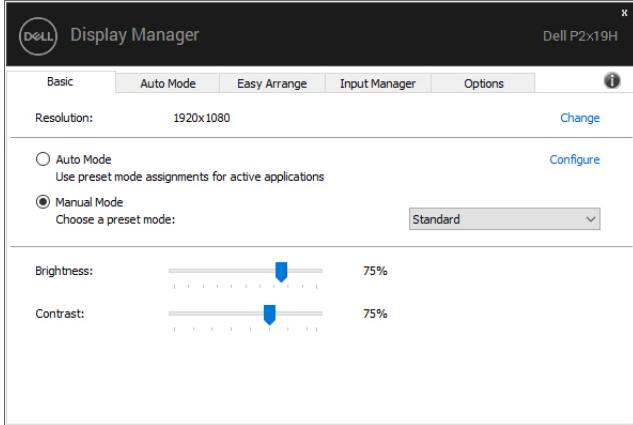 x
DELL Display Manager Dell P2x19H
Basic Auto Mode Easy Arrange Input Manager Options i
Resolution: 1920x1080 Change
Auto Mode Configure
Use preset mode assignments for active applications
Manual Mode
Choose a preset mode: Standard
Brightness: 75%
Contrast: 75%